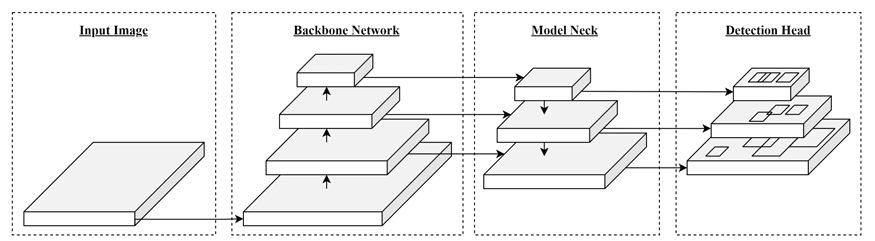 Input Image
Backbone Network
Model Neck
Detection Head